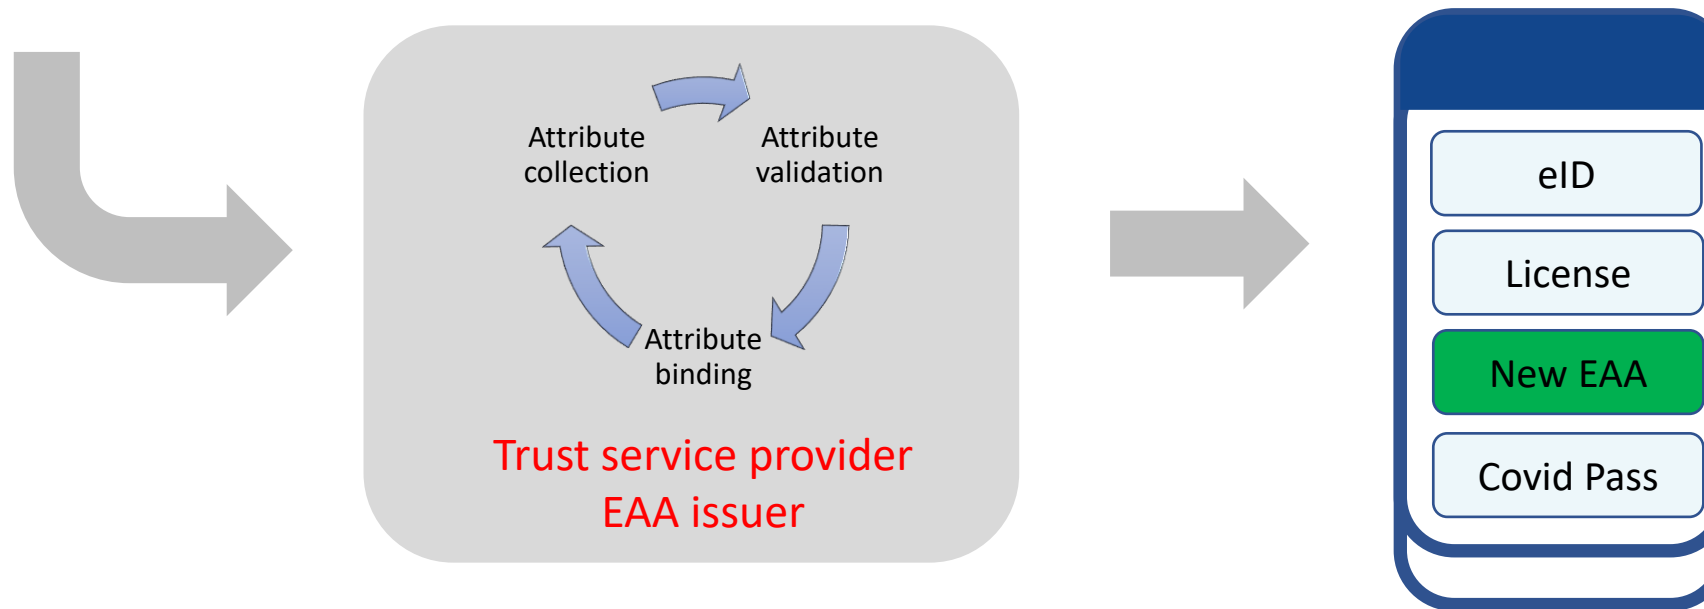 Attribute
collection
Attribute
validation
Attribute
binding
Trust service provider
EAA issuer
eID
License
New EAA
Covid Pass